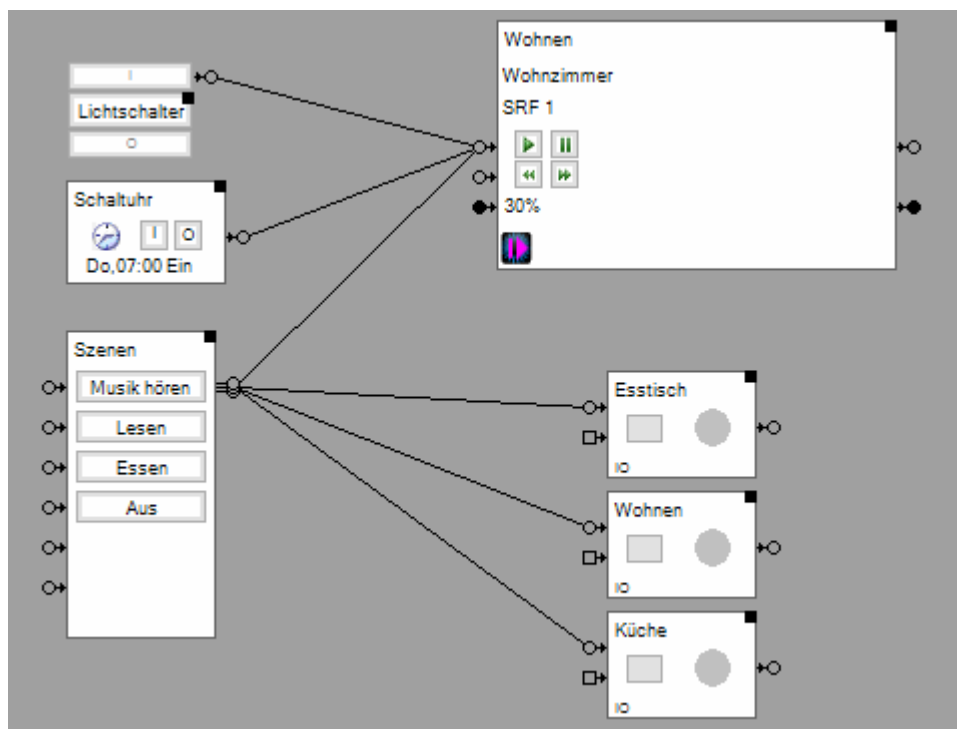 I
Lichtschalter
O
Schaltuhr
I O
Do,07:00 Ein
Szenen
Musik hören
Lesen
Essen
Aus
Wohnen
Wohnzimmer
SRF 1
30%
Esstisch
IO
Wohnen
IO
Küche
IO